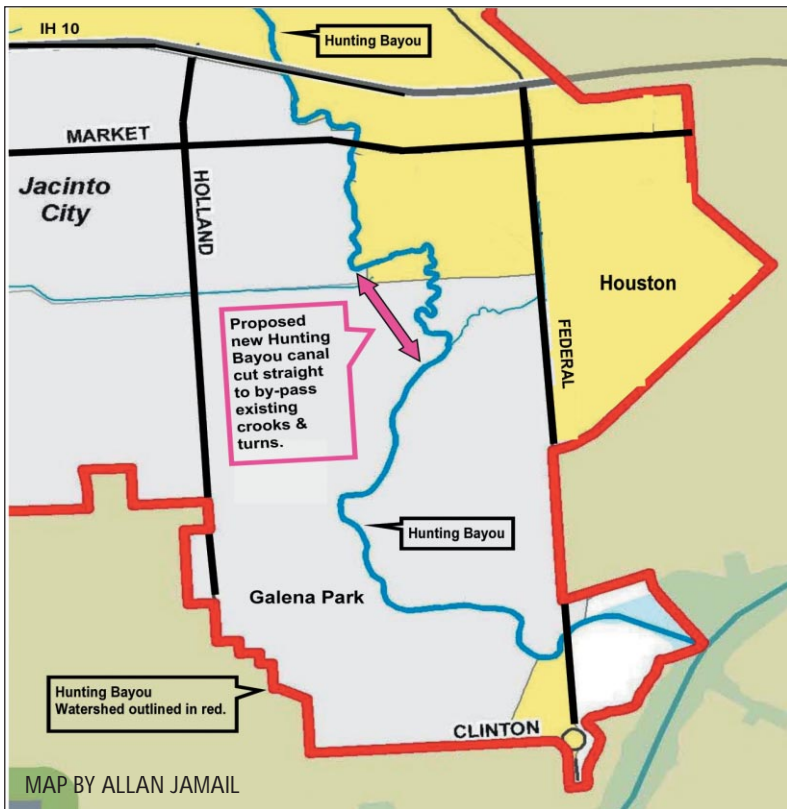 IH 10
Hunting Bayou
MARKET
Jacinto
City
HOLLAND
Houston
Proposed
new Hunting
Bayou canal
cut straight
to by-pass
existing
crooks &
turns.
FEDERAL
Hunting Bayou
Galena Park
Hunting Bayou
Watershed outlined in red.
CLINTON
MAP BY ALLAN JAMAIL